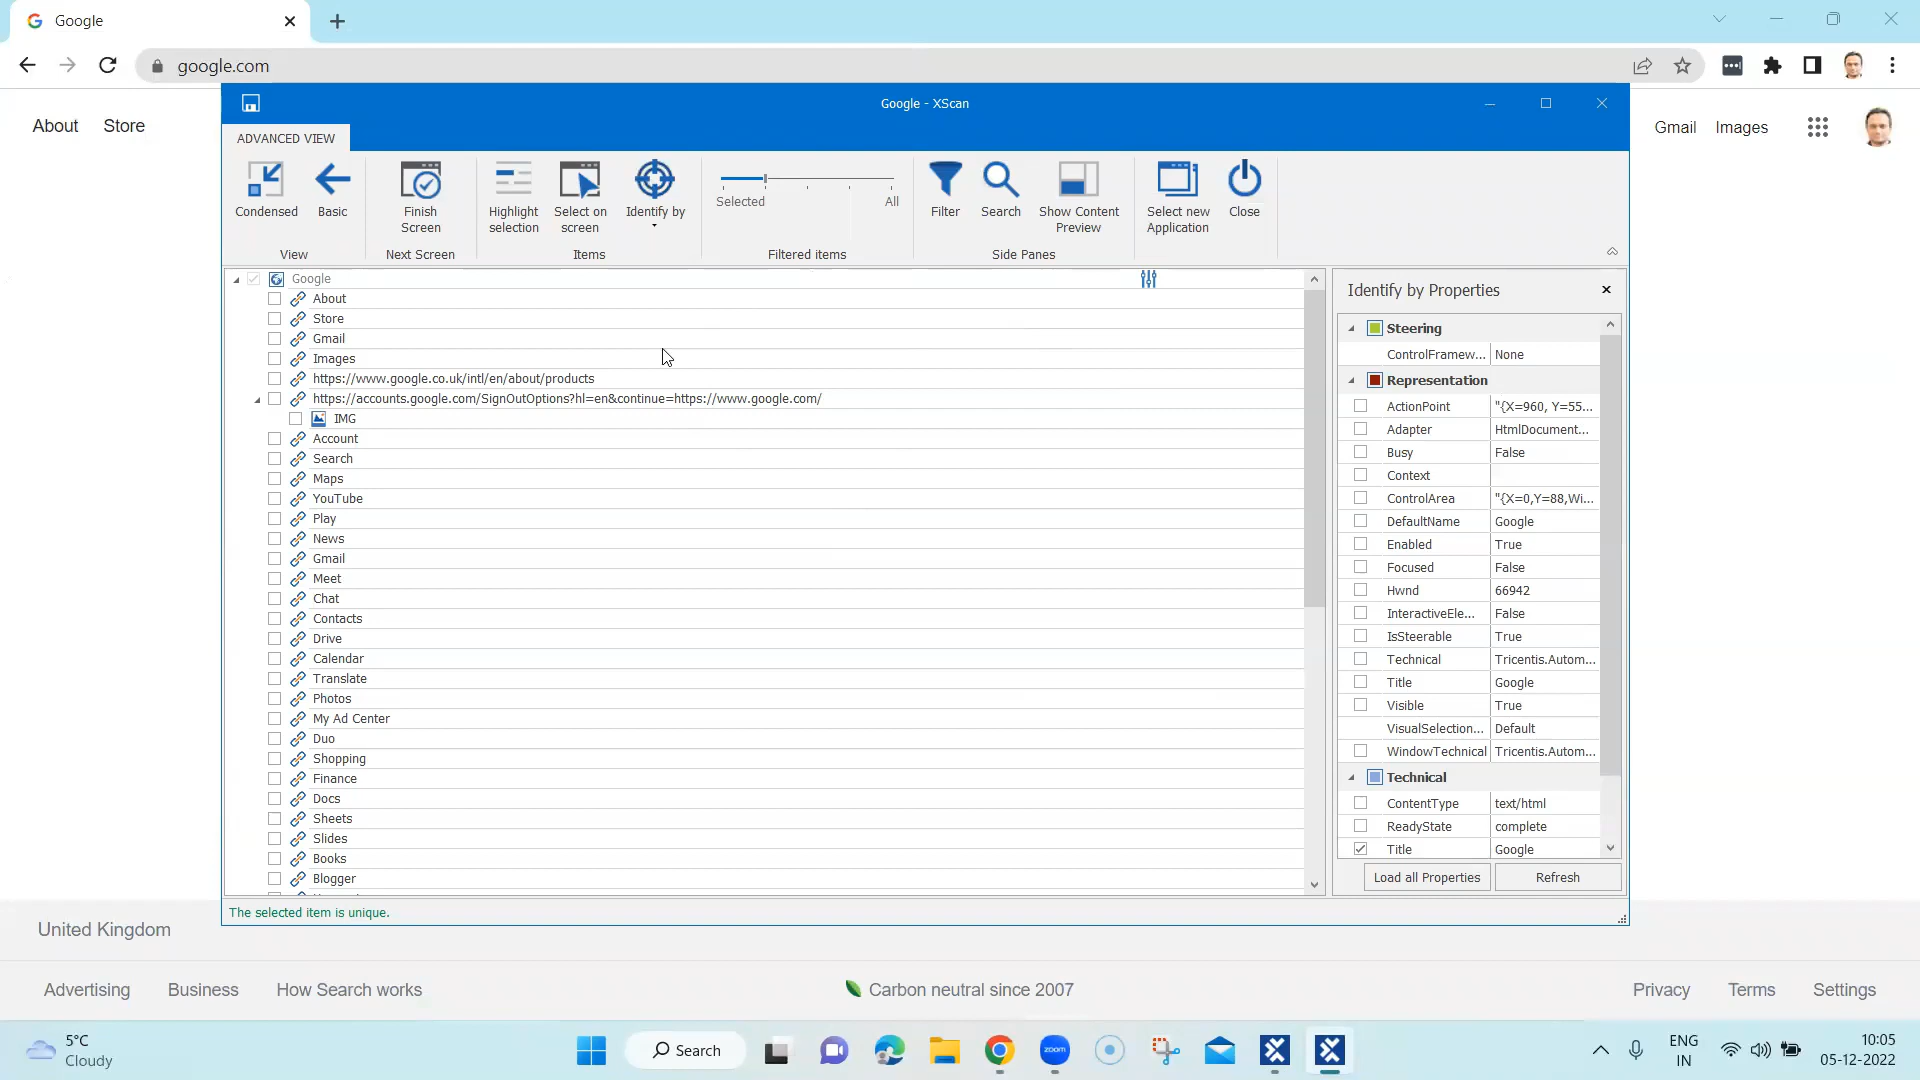 Google
google.com
About Store
Gmail Images
Google - XScan
ADVANCED VIEW
Condensed
Basic
View
Finish
Screen
Next Screen
Highlight
selection
Select on
screen
Identify by
Items
Selected
All
Filtered items
Filter
Search
Show Content
Preview
Side Panes
Select new
Application
Close
Google
About
Store
Gmail
Images
https://www.google.co.uk/intl/en/about/products
https://accounts.google.com/SignOutOptions?hl=en&continue=https://www.google.com/
IMG
Account
Search
Maps
YouTube
Play
News
Gmail
Meet
Chat
Contacts
Drive
Calendar
Translate
Photos
My Ad Center
Duo
Shopping
Finance
Docs
Sheets
Slides
Books
Blogger
The selected item is unique.
Identify by Properties
Steering
ControlFramew... None
Representation
ActionPoint "{X=960, Y=55...
Adapter HtmlDocument...
Busy False
Context
ControlArea "{X=0,Y=88,Wi...
DefaultName Google
Enabled True
Focused False
Hwnd 66942
InteractiveEle... False
IsSteerable True
Technical Tricentis.Autom...
Title Google
Visible True
VisualSelection... Default
WindowTechnical Tricentis.Autom...
Technical
ContentType text/html
ReadyState complete
Title Google
Load all Properties Refresh
United Kingdom
Advertising Business How Search works
Carbon neutral since 2007
Privacy Terms Settings
5°C
Cloudy
Search
zoom
ENG
IN
10:05
05-12-2022